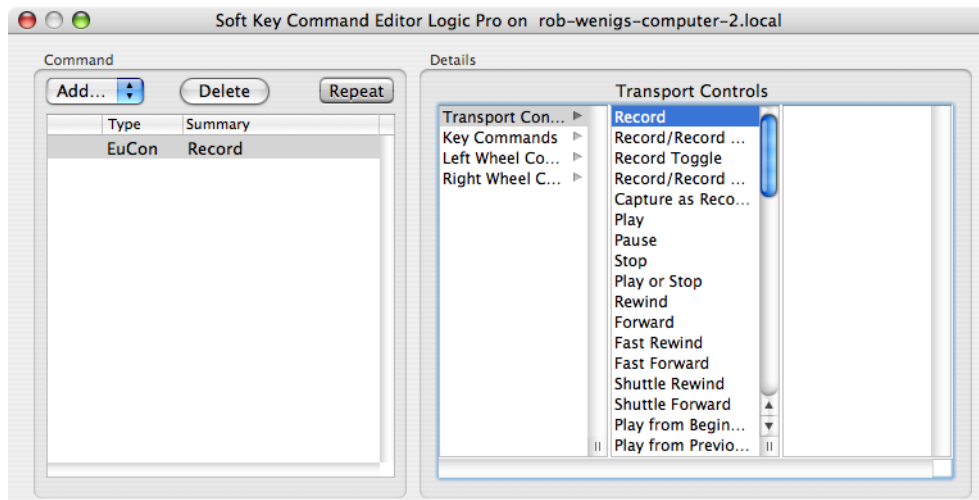 Soft Key Command Editor Logic Pro on rob-wenigs-computer-2.local
Command
Add...
Delete
Repeat
Type Summary
EuCon Record
Details
Transport Controls
Transport Con...
Key Commands
Left Wheel Co...
Right Wheel C...
Record
Record/Record ...
Record Toggle
Record/Record ...
Capture as Reco...
Play
Pause
Stop
Play or Stop
Rewind
Forward
Fast Rewind
Fast Forward
Shuttle Rewind
Shuttle Forward
Play from Begin...
Play from Previo...